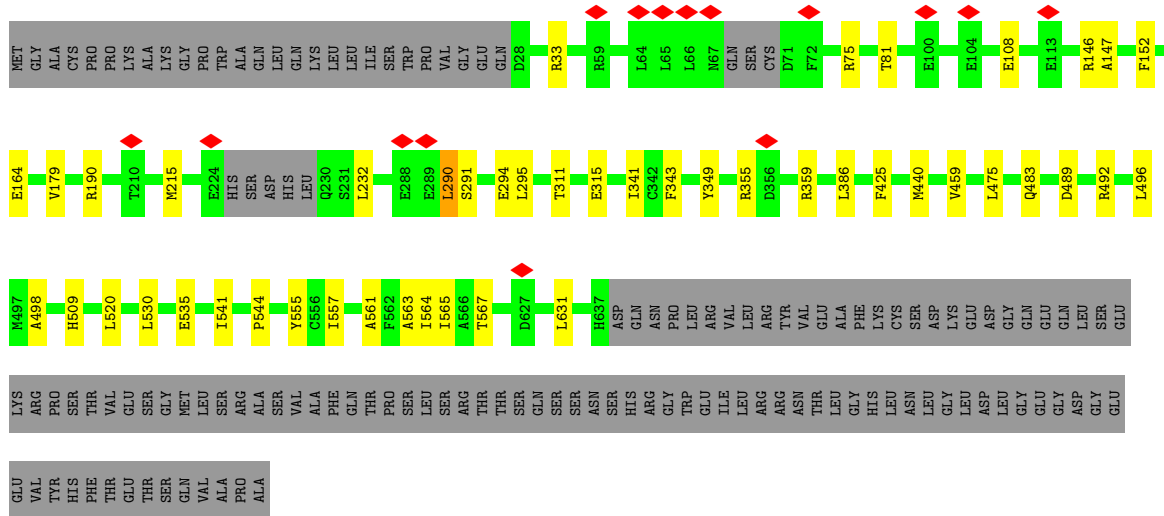 MET GLY ALA CYS PRO PRO LYS ALA LYS GLY PRO TRP ALA GLN LEU GLN LYS LEU LEU ILE SER TRP PRO VAL GLY GLU GLN D28 R33 R59 L64 L65 L66 N67 GLN SER CYS D71 F72 R75 T81 E100 E104 E108 E113 R146 A147 F152
E164 V179 R190 T210 M215 E224 HIS SER ASP HIS LEU Q230 S231 L232 E288 E289 L290 S291 E294 L295 T311 E315 I341 C342 F343 Y349 R355 D356 R359 L386 F425 M440 V459 L475 Q483 D489 R492 L496
M497 A498 H509 L520 L530 E535 I541 P544 Y555 C556 I557 A561 F562 A563 I564 I565 A566 T567 D627 L631 H637 ASP GLN ASN PRO LEU ARG VAL LEU ARG TYR VAL GLU ALA PHE LYS CYS SER ASP LYS GLU ASP GLY GLN GLU GLN LEU SER GLU
LYS ARG PRO SER THR VAL GLU SER GLY MET LEU SER ARG ALA SER VAL ALA PHE GLN THR PRO SER LEU SER ARG THR THR SER GLN SER SER ASN SER HIS ARG GLY TRP GLU ILE LEU ARG ARG ASN THR LEU GLY HIS LEU ASN LEU GLY LEU ASP LEU GLY GLU GLY ASP GLY GLU
GLU VAL TYR HIS PHE THR GLU THR SER GLN VAL ALA PRO ALA